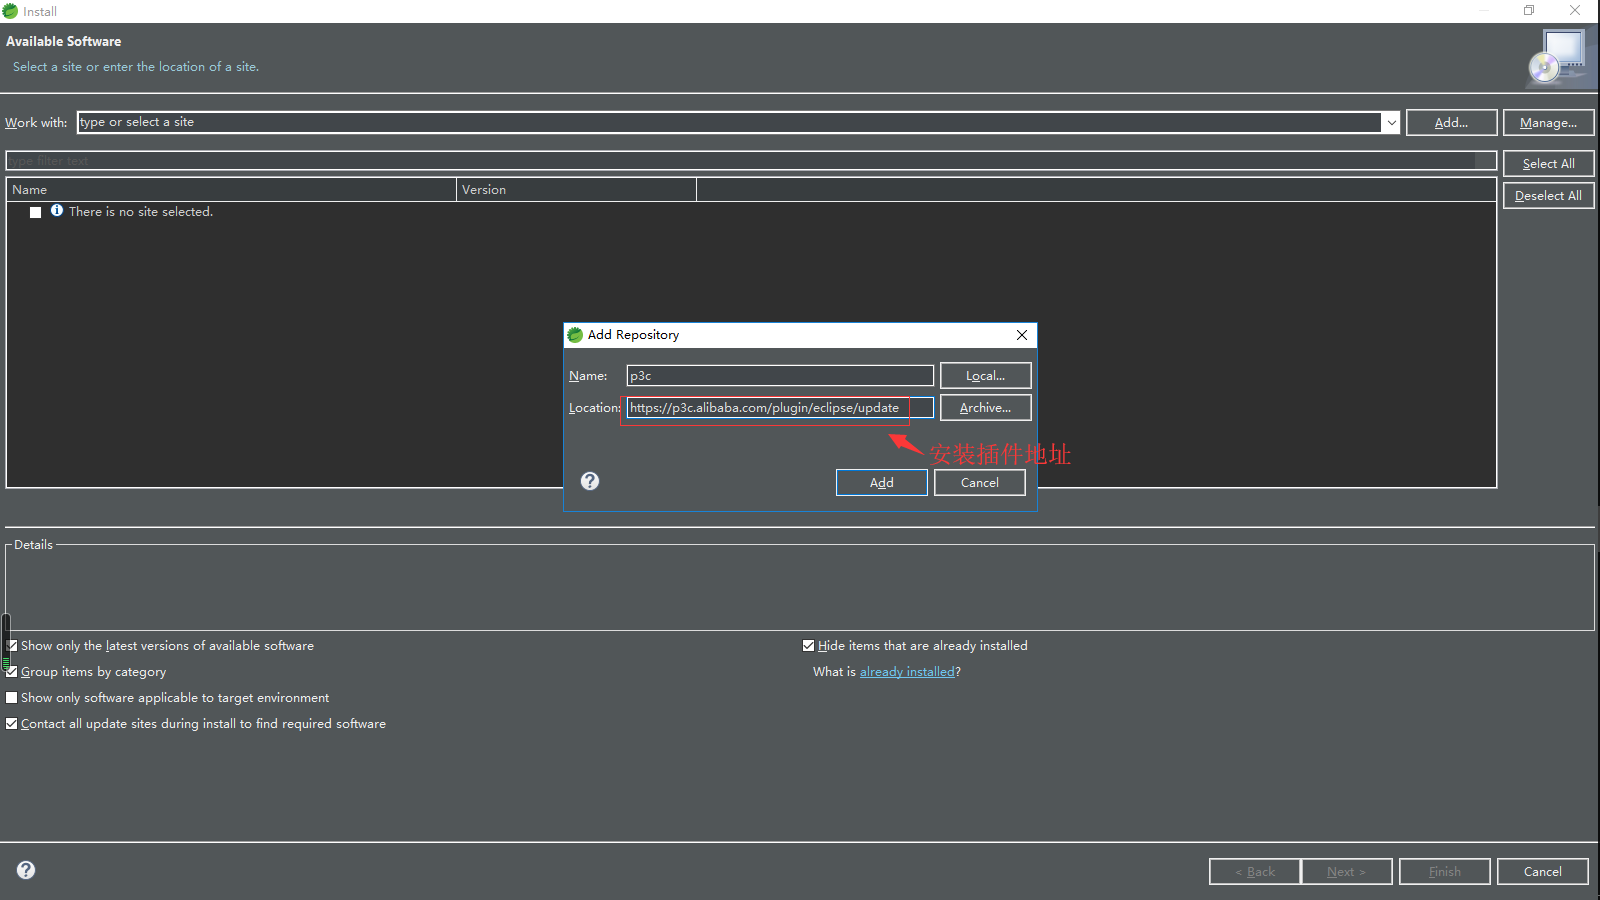 Install
Available Software
Select a site or enter the location of a site.
Work with: type or select a site Add... Manage...
type filter text Select All
Name Version Deselect All
There is no site selected.
Add Repository
Name: p3c Local...
Location: https://p3c.alibaba.com/plugin/eclipse/update Archive...
安装插件地址
Add Cancel
Details
Show only the latest versions of available software Hide items that are already installed
Group items by category What is already installed?
Show only software applicable to target environment
Contact all update sites during install to find required software
< Back Next > Finish Cancel